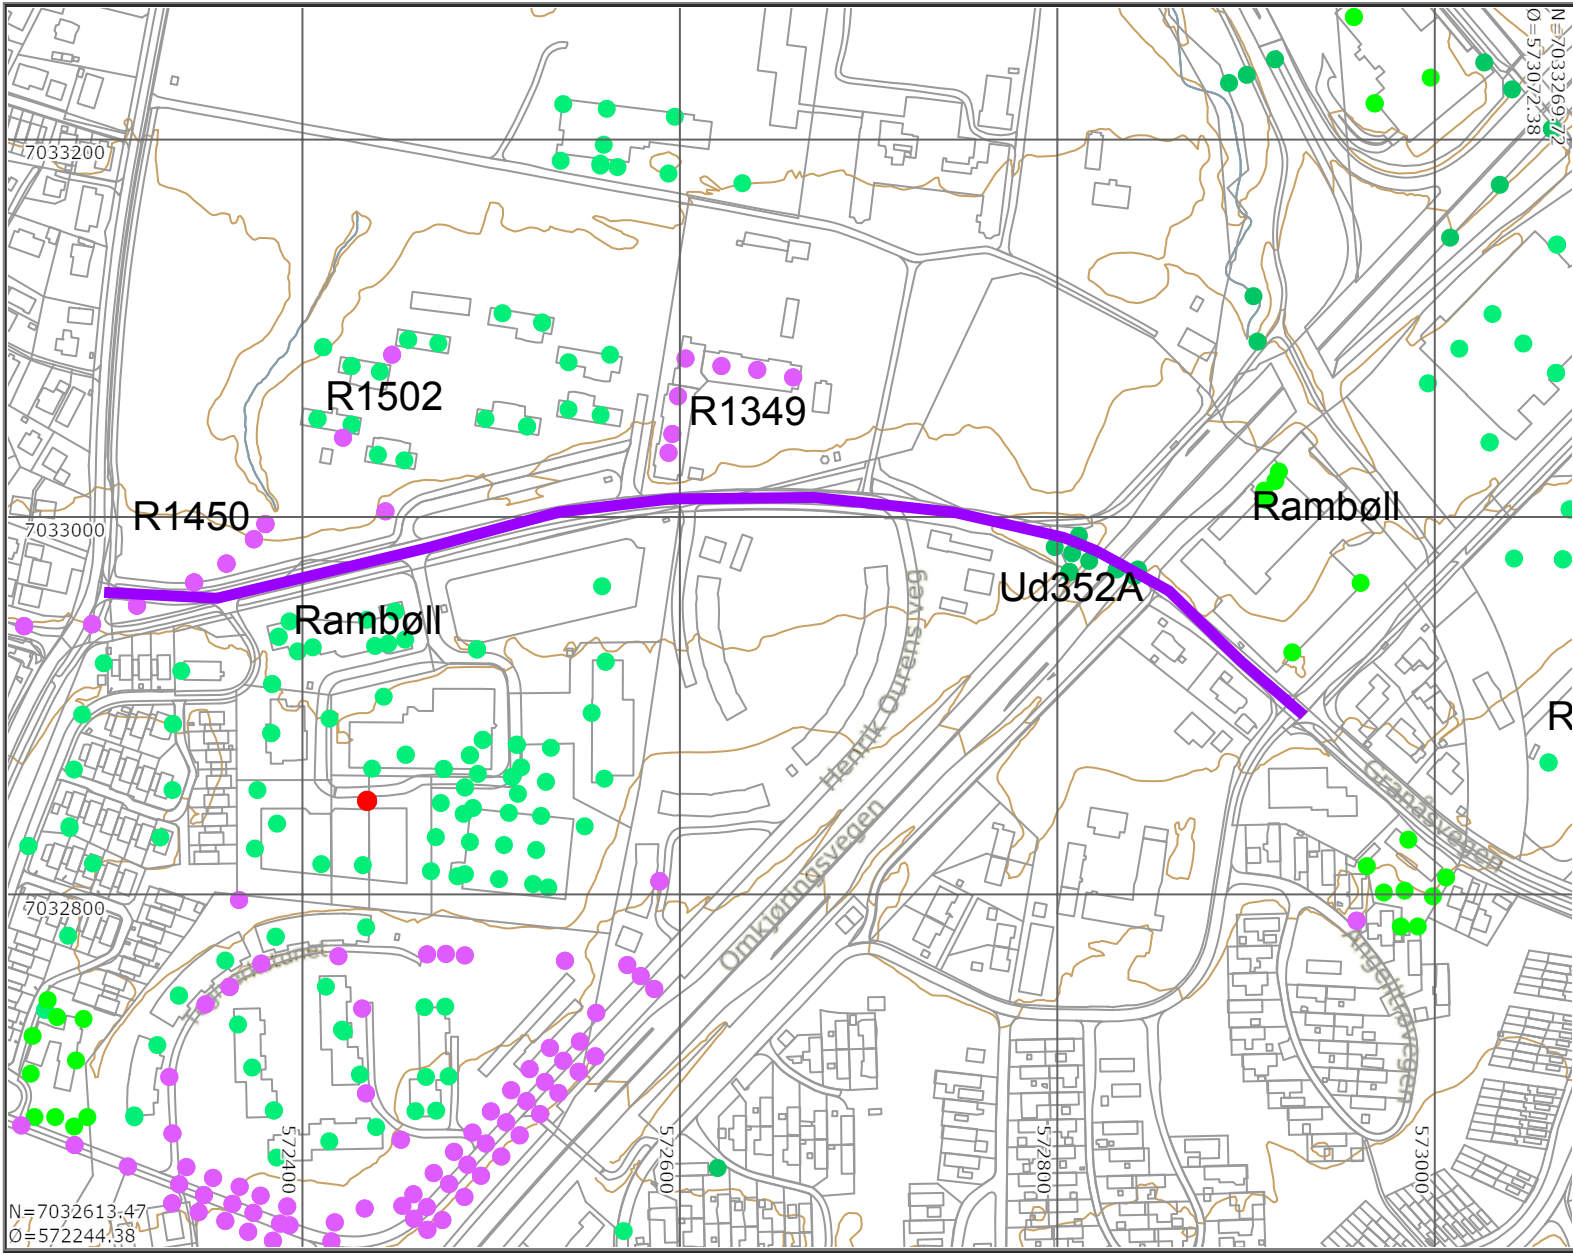 N=7033269.72
Ø=573072.38
7033200
R1502
R1349
R1450
7033000
Rambøll
Ud352A
Rambøll
R
Henrik Ourens veg
Granåsvegen
Omkjøringsvegen
7032800
Angelltrøvegen
572400
572600
572800
573000
N=7032613.47
Ø=572244.38